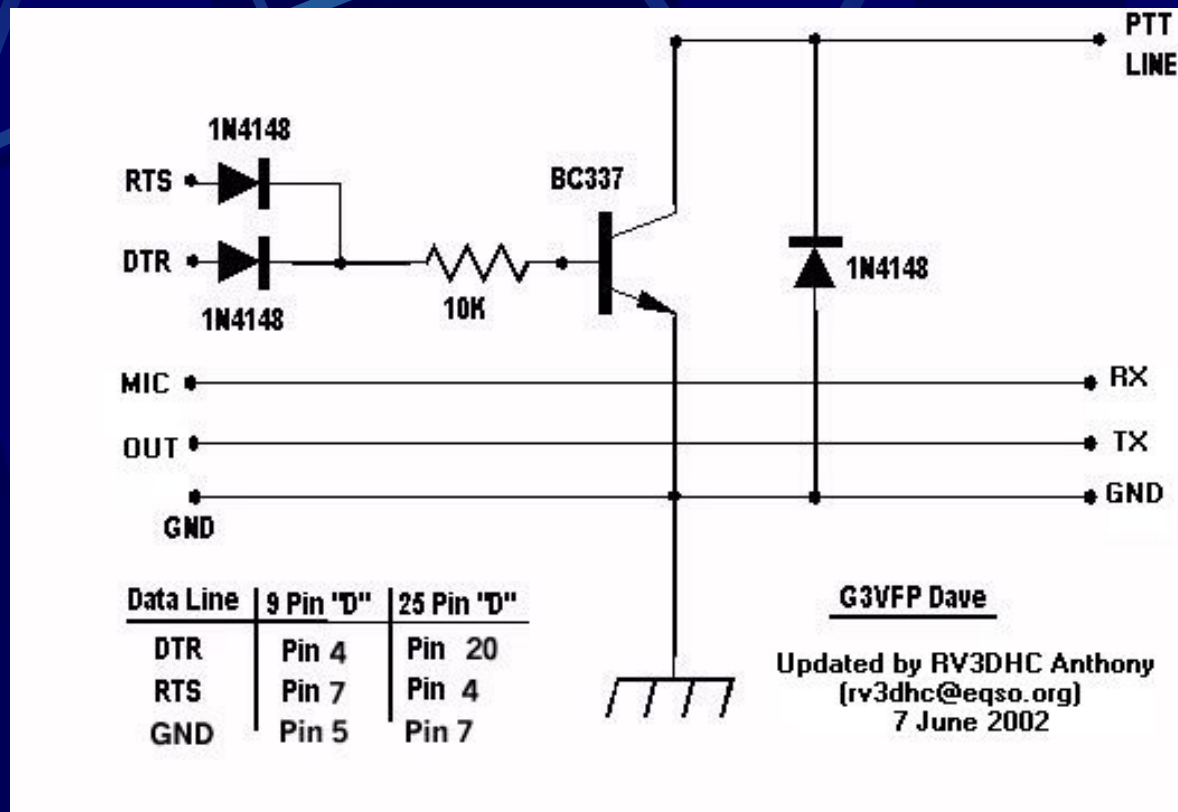 PTT
LINE
1N4148
RTS
BC337
DTR
1N4148
10K
1N4148
MIC
RX
OUT
TX
GND
GND
Data Line 9 Pin "D" 25 Pin "D"
DTR Pin 4 Pin 20
RTS Pin 7 Pin 4
GND Pin 5 Pin 7
G3VFP Dave
Updated by RV3DHC Anthony
(rv3dhc@eqso.org)
7 June 2002